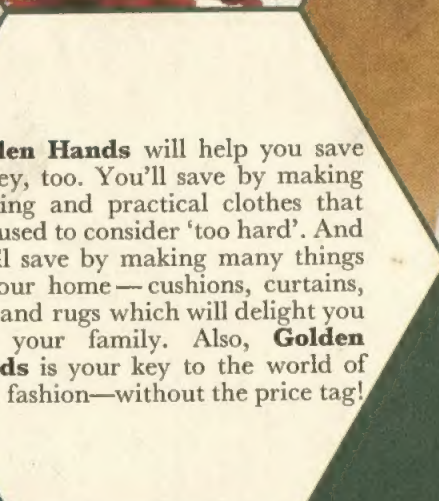 len Hands will help you save
ey, too. You'll save by making
ing and practical clothes that
used to consider 'too hard'. And
l save by making many things
our home — cushions, curtains,
and rugs which will delight you
your family. Also, Golden
ds is your key to the world of
fashion—without the price tag!